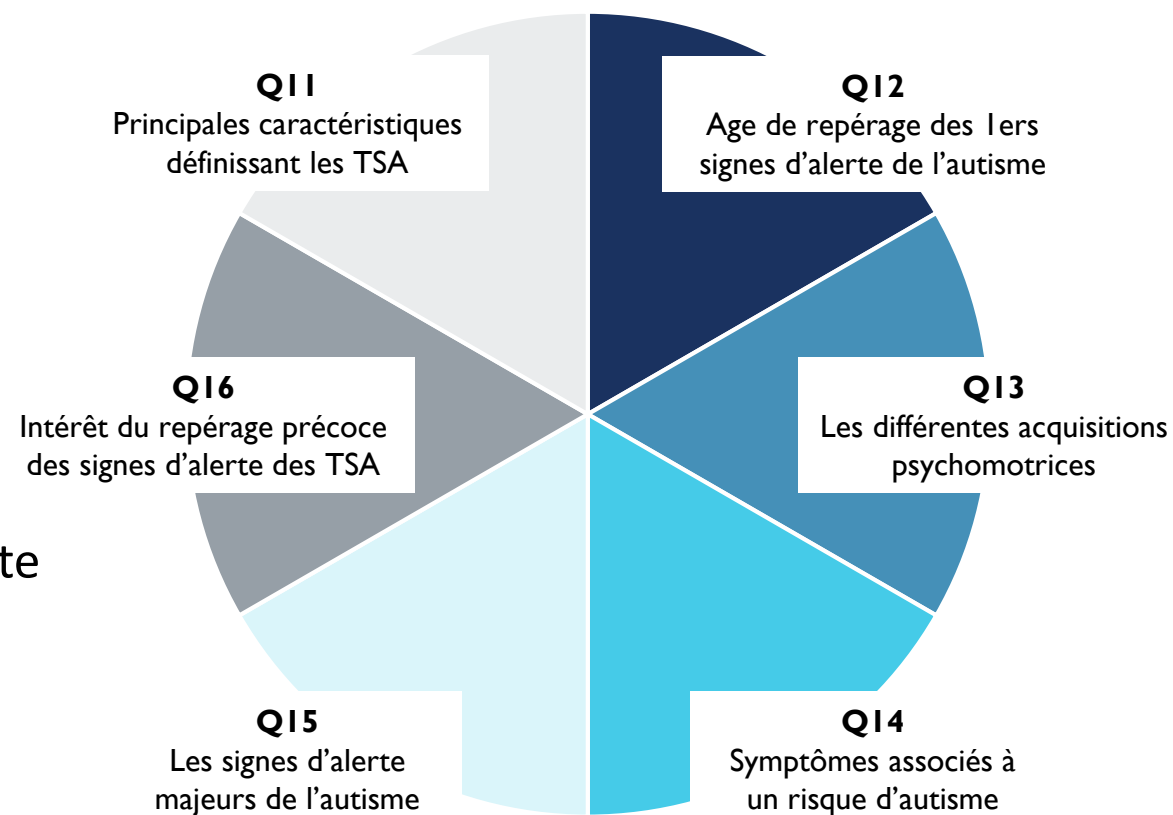 Q11
Principales caractéristiques
définissant les TSA
Q12
Age de repérage des 1ers
signes d’alerte de l’autisme
Q16
Intérêt du repérage précoce
des signes d’alerte des TSA
Q13
Les différentes acquisitions
psychomotrices
te
Q15
Les signes d’alerte
majeurs de l’autisme
Q14
Symptômes associés à
un risque d’autisme